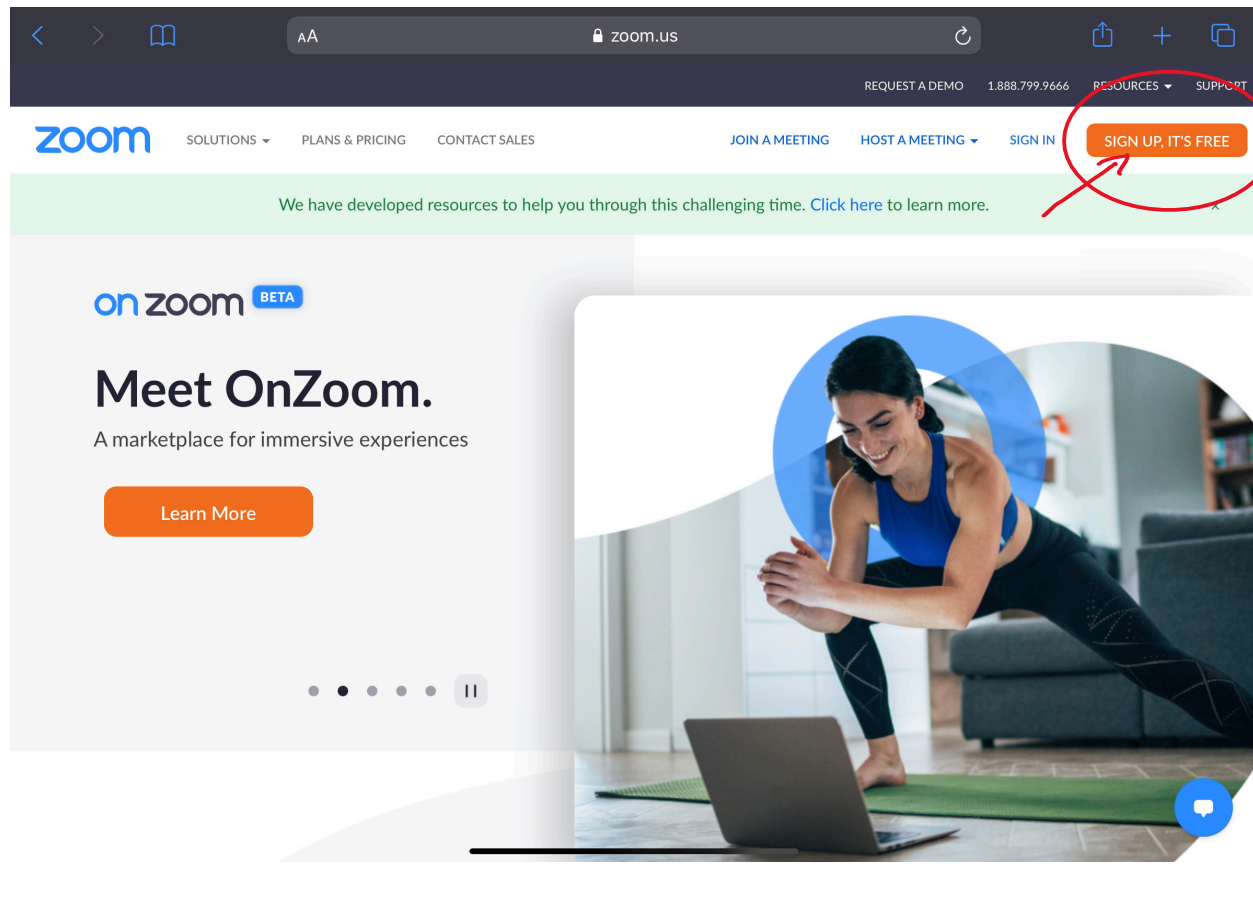 AA zoom.us
REQUEST A DEMO 1.888.799.9666 RESOURCES SUPPORT
zoom SOLUTIONS PLANS & PRICING CONTACT SALES JOIN A MEETING HOST A MEETING SIGN IN SIGN UP, IT'S FREE
We have developed resources to help you through this challenging time. Click here to learn more. ×
on zoom BETA
Meet OnZoom.
A marketplace for immersive experiences
Learn More